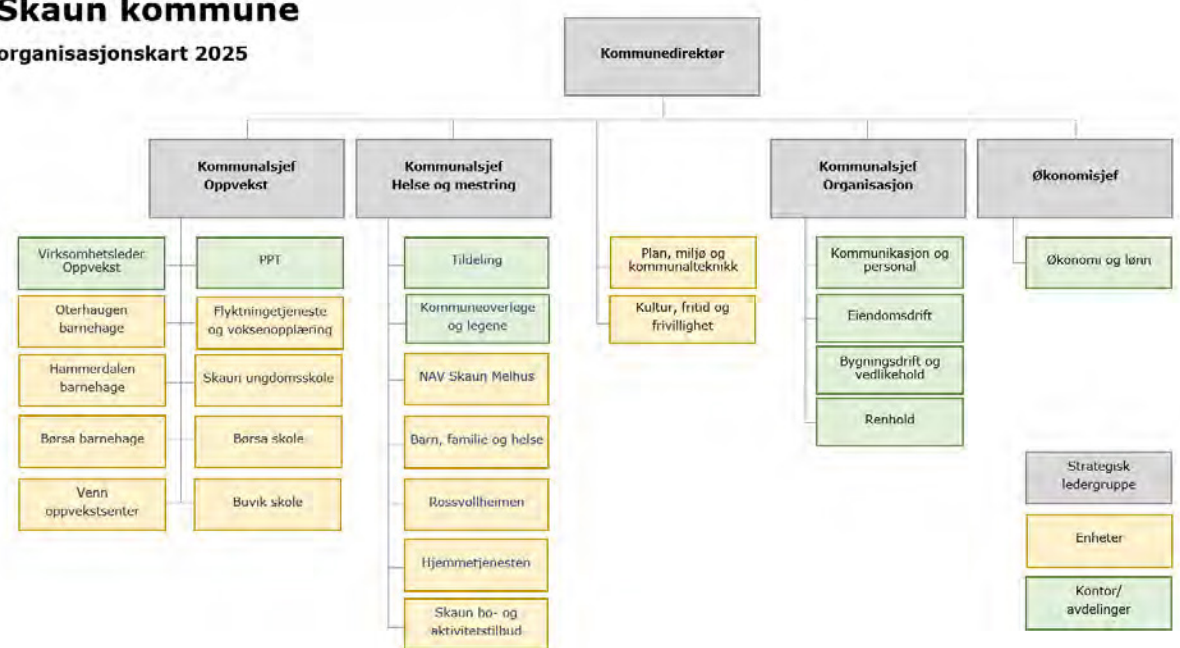 Skaun kommune
organisasjonskart 2025
Kommunedirektør
Kommunalsjef
Oppvekst
Kommunalsjef
Helse og mestring
Kommunalsjef
Organisasjon
Økonomisjef
Virksomhetsleder
Oppvekst
PPT
Oterhaugen
barnehage
Flyktningetjeneste
og voksenopplæring
Hammerdalen
barnehage
Skaun ungdomsskole
Børsa barnehage
Børsa skole
Venn
oppvekstsenter
Buvik skole
Tildeling
Kommuneoverlege
og legene
NAV Skaun Melhus
Barn, familie og helse
Rossvollheimen
Hjemmetjenesten
Skaun bo- og
aktivitetstilbud
Plan, miljø og
kommunalteknikk
Kultur, fritid og
frivillighet
Kommunikasjon og
personal
Eiendomsdrift
Bygningsdrift og
vedlikehold
Renhold
Økonomi og lønn
Strategisk
ledergruppe
Enheter
Kontor/
avdelinger